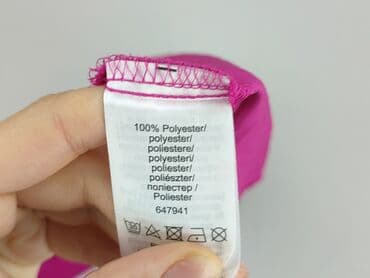 100% Polyester/
polyester/
poliestere/
polyesteri/
poliester/
poliészter/
полиестер /
Poliester
647941